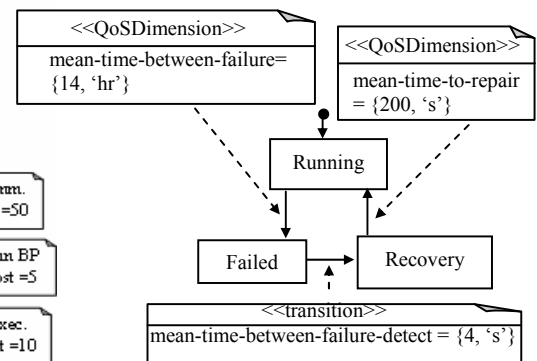 <<QoSDimension>>
mean-time-between-failure=
{14, ‘hr’}
<<QoSDimension>>
mean-time-to-repair
= {200, ‘s’}
Running
=50
BP
=5
Failed
Recovery
=10
<<transition>>
mean-time-between-failure-detect = {4, ‘s’}